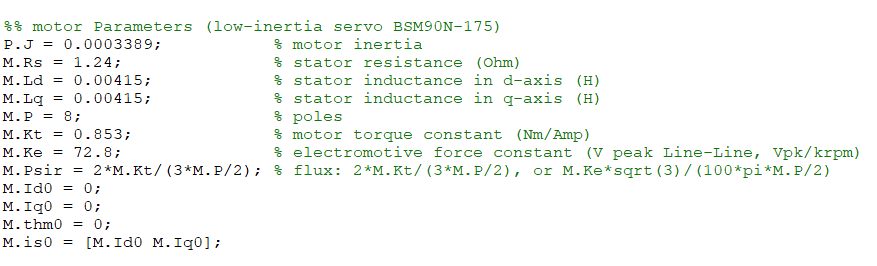 %% motor Parameters (low-inertia servo BSM90N-175)
P.J = 0.0003389; % motor inertia
M.Rs = 1.24; % stator resistance (Ohm)
M.Ld = 0.00415; % stator inductance in d-axis (H)
M.Lq = 0.00415; % stator inductance in q-axis (H)
M.P = 8; % poles
M.Kt = 0.853; % motor torque constant (Nm/Amp)
M.Ke = 72.8; % electromotive force constant (V peak Line-Line, Vpk/krpm)
M.Psir = 2*M.Kt/(3*M.P/2); % flux: 2*M.Kt/(3*M.P/2), or M.Ke*sqrt(3)/(100*pi*M.P/2)
M.Id0 = 0;
M.Iq0 = 0;
M.thm0 = 0;
M.is0 = [M.Id0 M.Iq0];